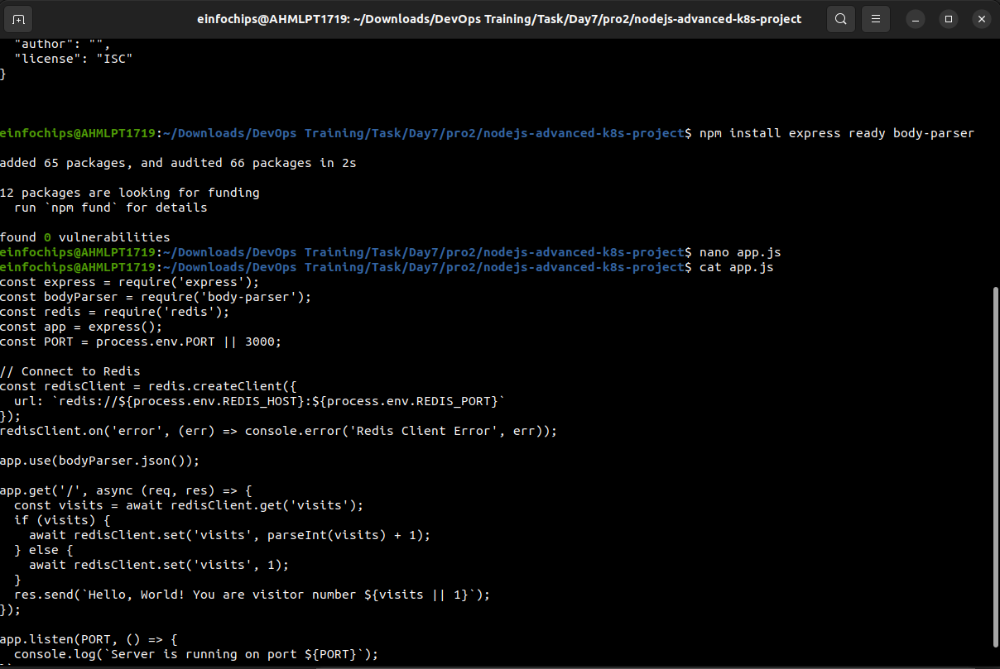 einfochips@AHMLPT1719: ~/Downloads/DevOps Training/Task/Day7/pro2/nodejs-advanced-k8s-project
  "author": "",
  "license": "ISC"
}
einfochips@AHMLPT1719:~/Downloads/DevOps Training/Task/Day7/pro2/nodejs-advanced-k8s-project$ npm install express ready body-parser
added 65 packages, and audited 66 packages in 2s
12 packages are looking for funding
  run `npm fund` for details
found 0 vulnerabilities
einfochips@AHMLPT1719:~/Downloads/DevOps Training/Task/Day7/pro2/nodejs-advanced-k8s-project$ nano app.js
einfochips@AHMLPT1719:~/Downloads/DevOps Training/Task/Day7/pro2/nodejs-advanced-k8s-project$ cat app.js
const express = require('express');
const bodyParser = require('body-parser');
const redis = require('redis');
const app = express();
const PORT = process.env.PORT || 3000;
// Connect to Redis
const redisClient = redis.createClient({
  url: `redis://${process.env.REDIS_HOST}:${process.env.REDIS_PORT}`
});
redisClient.on('error', (err) => console.error('Redis Client Error', err));
app.use(bodyParser.json());
app.get('/', async (req, res) => {
  const visits = await redisClient.get('visits');
  if (visits) {
    await redisClient.set('visits', parseInt(visits) + 1);
  } else {
    await redisClient.set('visits', 1);
  }
  res.send(`Hello, World! You are visitor number ${visits || 1}`);
});
app.listen(PORT, () => {
  console.log(`Server is running on port ${PORT}`);